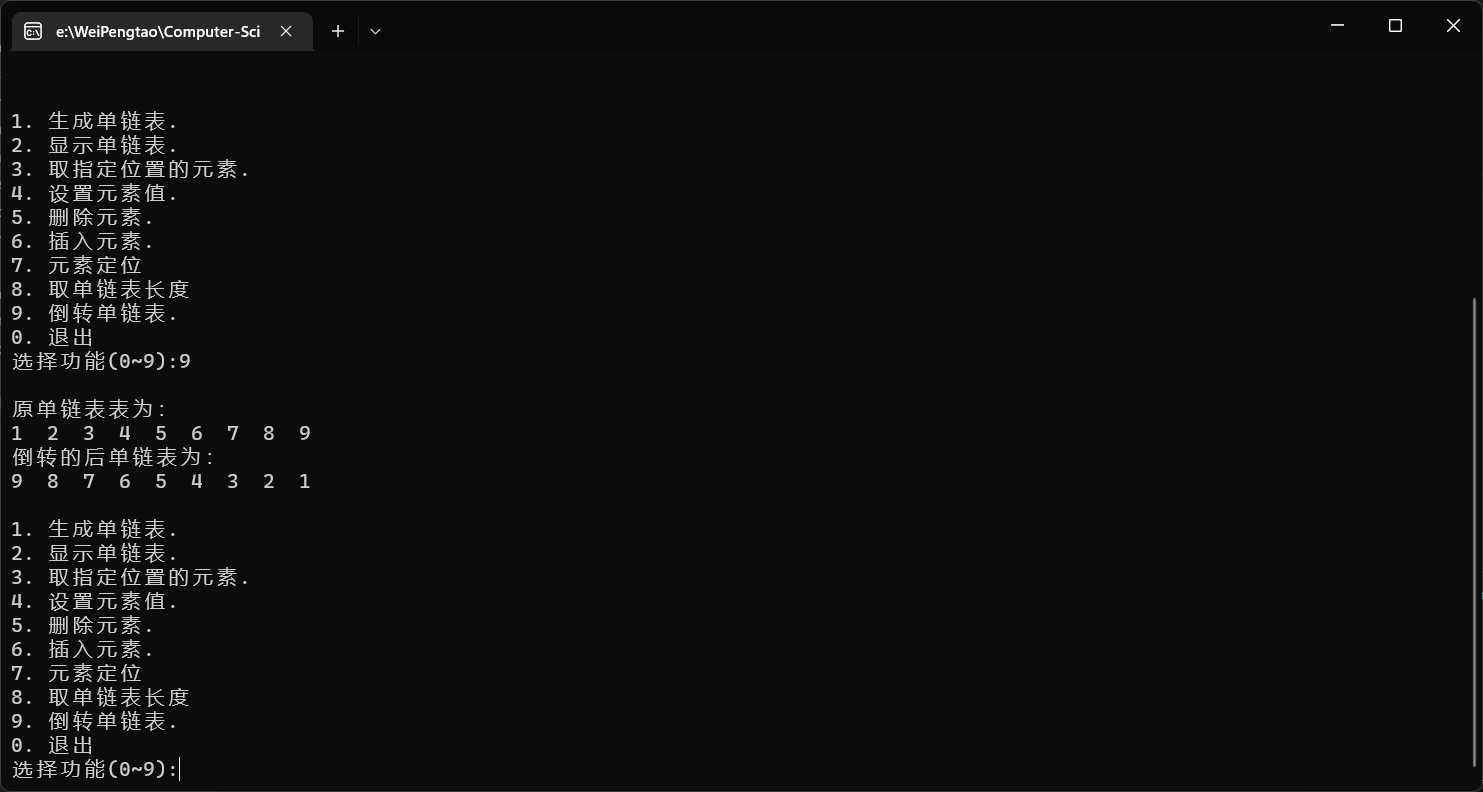 e:\WeiPengtao\Computer-Sci
1. 生成单链表.
2. 显示单链表.
3. 取指定位置的元素.
4. 设置元素值.
5. 删除元素.
6. 插入元素.
7. 元素定位
8. 取单链表长度
9. 倒转单链表.
0. 退出
选择功能(0~9):9
原单链表表为:
1 2 3 4 5 6 7 8 9
倒转的后单链表为:
9 8 7 6 5 4 3 2 1
1. 生成单链表.
2. 显示单链表.
3. 取指定位置的元素.
4. 设置元素值.
5. 删除元素.
6. 插入元素.
7. 元素定位
8. 取单链表长度
9. 倒转单链表.
0. 退出
选择功能(0~9):